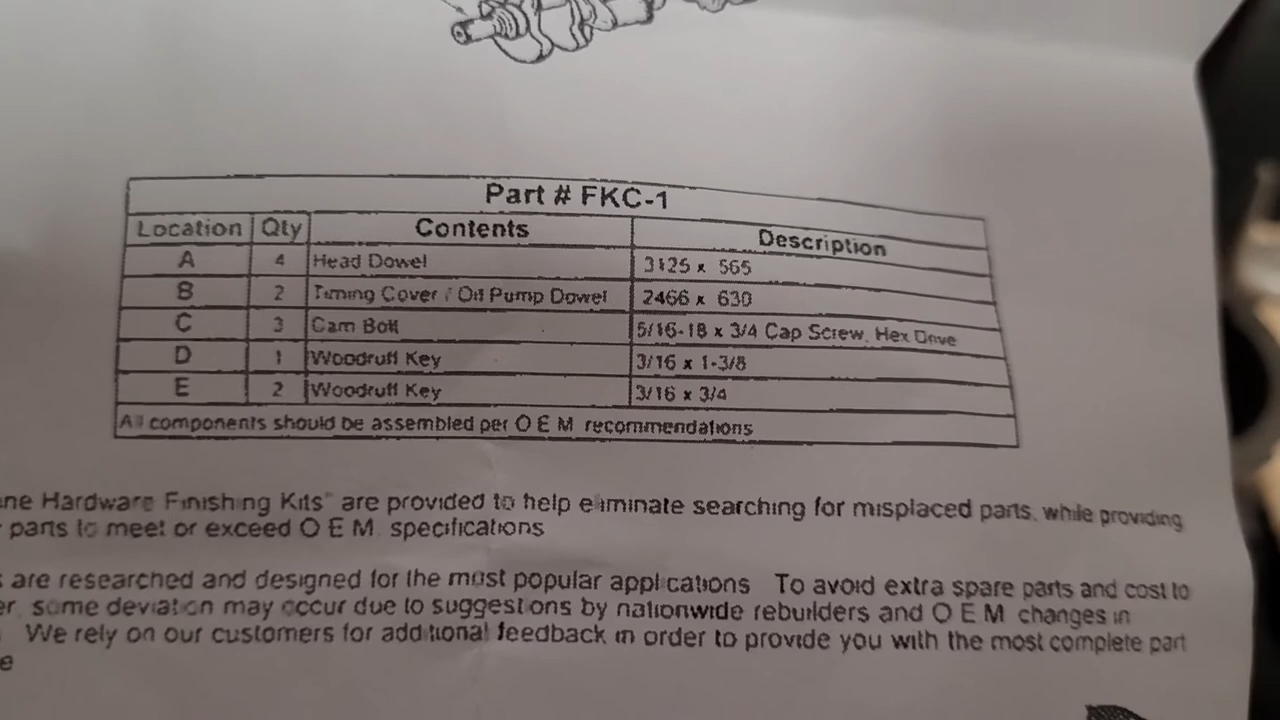 Part # FKC-1
Location Qty Contents Description
A 4 Head Dowel 3125 x 565
B 2 Timing Cover / Oil Pump Dowel 2466 x 630
C 3 Cam Bolt 5/16-18 x 3/4 Cap Screw, Hex Drive
D 1 Woodruff Key 3/16 x 1-3/8
E 2 Woodruff Key 3/16 x 3/4
All components should be assembled per O E M recommendations
Hardware Finishing Kits" are provided to help eliminate searching for misplaced parts, while providing
parts to meet or exceed O E M specifications
are researched and designed for the most popular applications To avoid extra spare parts and cost to
some deviation may occur due to suggestions by nationwide rebuilders and O E M changes in
We rely on our customers for additional feedback in order to provide you with the most complete part